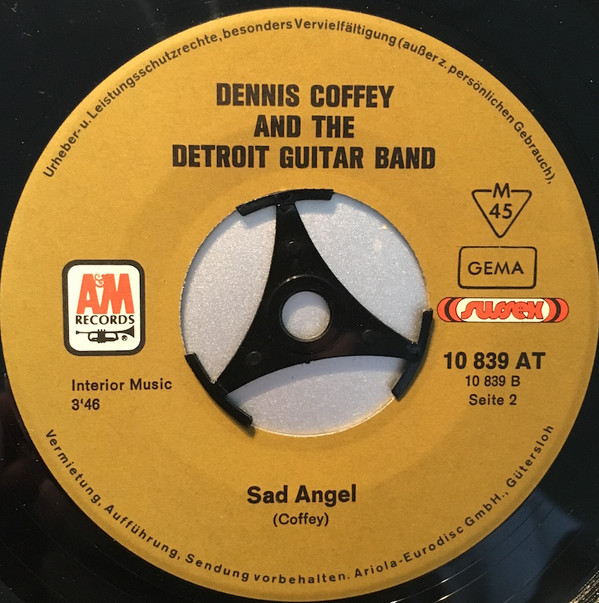 Urheber- u. Leistungsschutzrechte, besonders Vervielfältigung (außer z. persönlichen Gebrauch),
DENNIS COFFEY
AND THE
DETROIT GUITAR BAND
M
45
GEMA
A&M
RECORDS
SUSSEX
10 839 AT
10 839 B
Seite 2
Interior Music
3'46
Sad Angel
(Coffey)
Vermietung, Aufführung, Sendung vorbehalten. Ariola-Eurodisc GmbH., Gütersloh